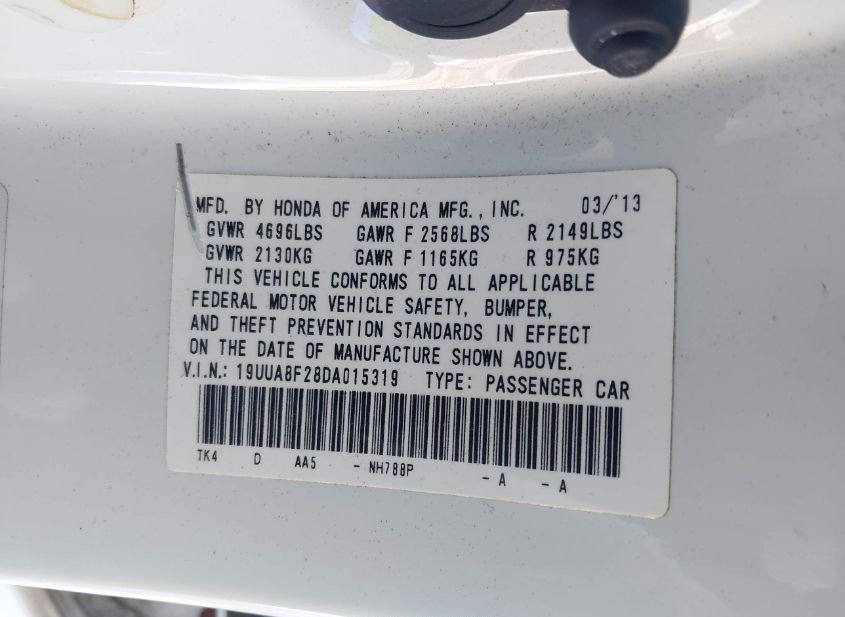 MFD. BY HONDA OF AMERICA MFG., INC. 03/'13
GVWR 4696LBS GAWR F 2568LBS R 2149LBS
GVWR 2130KG GAWR F 1165KG R 975KG
THIS VEHICLE CONFORMS TO ALL APPLICABLE
FEDERAL MOTOR VEHICLE SAFETY, BUMPER,
AND THEFT PREVENTION STANDARDS IN EFFECT
ON THE DATE OF MANUFACTURE SHOWN ABOVE.
V.I.N.: 19UUA8F28DA015319 TYPE: PASSENGER CAR
TK4 D AA5 - NH788P - A - A